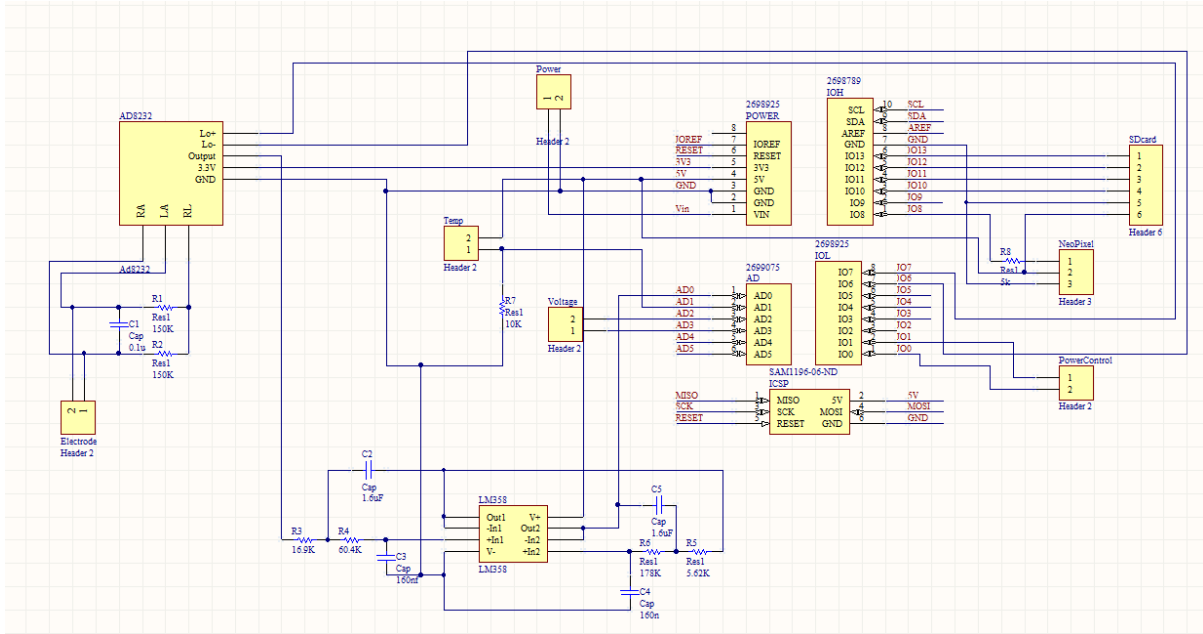 AD8232
Lo+
Lo-
Output
3.3V
GND
RA
LA
RL
Ad8232
R1
Res1
150K
C1
Cap
0.1u
R2
Res1
150K
2
1
Electrode
Header 2
Power
1
2
Header 2
Temp
2
1
Header 2
R7
Res1
10K
Voltage
2
1
Header 2
2698925
POWER
8
IOREF 7 IOREF
RESET 6 RESET
3V3 5 3V3
5V 4 5V
GND 3 GND
2 GND
Vin 1 VIN
2698789
IOH
SCL 10 SCL
SDA 9 SDA
AREF 8 AREF
GND 7 GND
IO13 6 IO13
IO12 5 IO12
IO11 4 IO11
IO10 3 IO10
IO9 2 IO9
IO8 1 IO8
SDcard
1
2
3
4
5
6
Header 6
R8
Res1
5k
NeoPixel
1
2
3
Header 3
2699075
AD
AD0 1 AD0
AD1 2 AD1
AD2 3 AD2
AD3 4 AD3
AD4 5 AD4
AD5 6 AD5
2698925
IOL
IO7 8 IO7
IO6 7 IO6
IO5 6 IO5
IO4 5 IO4
IO3 4 IO3
IO2 3 IO2
IO1 2 IO1
IO0 1 IO0
PowerControl
1
2
Header 2
SAM1196-06-ND
ICSP
MISO 1 MISO 5V 2 5V
SCK 3 SCK MOSI 4 MOSI
RESET 5 RESET GND 6 GND
C2
Cap
1.6uF
R3
16.9K
R4
60.4K
C3
Cap
160nf
LM358
Out1 V+
-In1 Out2
+In1 -In2
V- +In2
LM358
C5
Cap
1.6uF
R6
Res1
178K
R5
Res1
5.62K
C4
Cap
160n